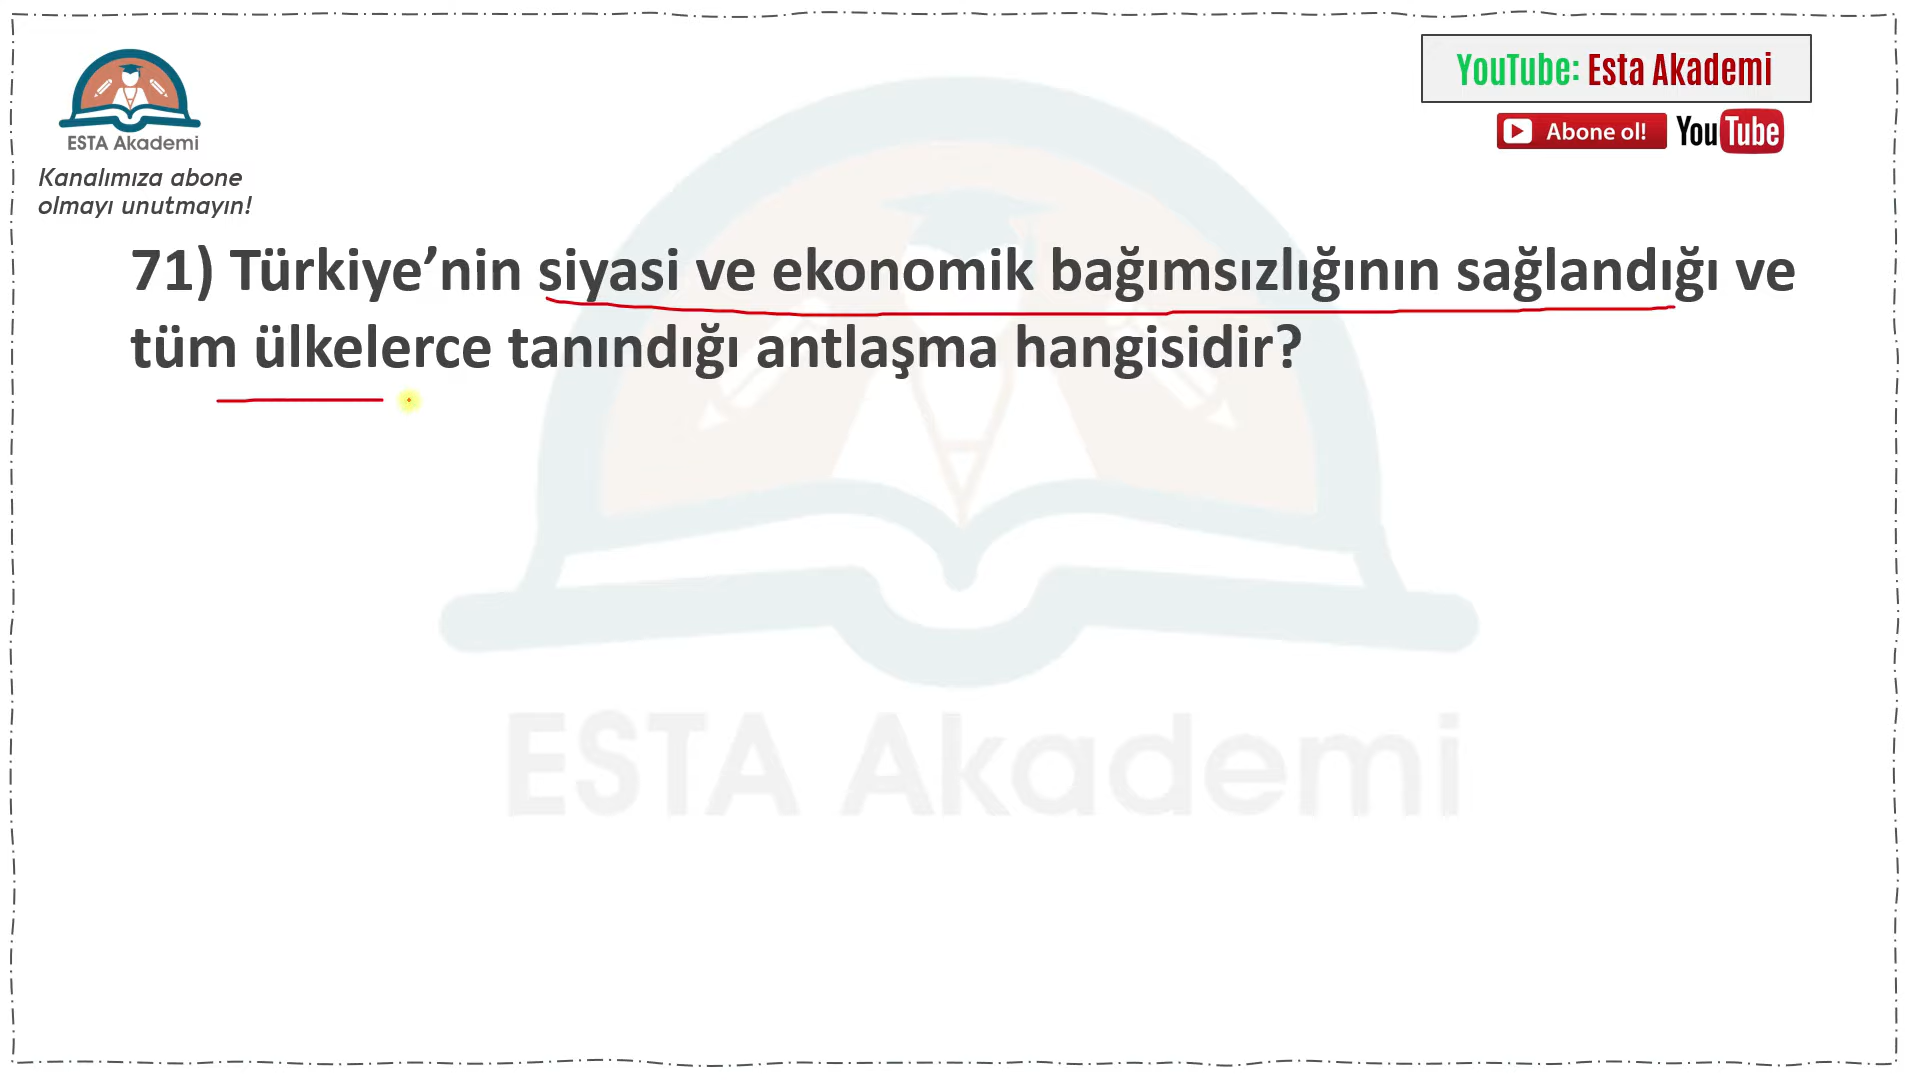 YouTube: Esta Akademi
Abone ol! YouTube
ESTA Akademi
Kanalımıza abone
olmayı unutmayın!
71) Türkiye’nin siyasi ve ekonomik bağımsızlığının sağlandığı ve
tüm ülkelerce tanındığı antlaşma hangisidir?
ESTA Akademi